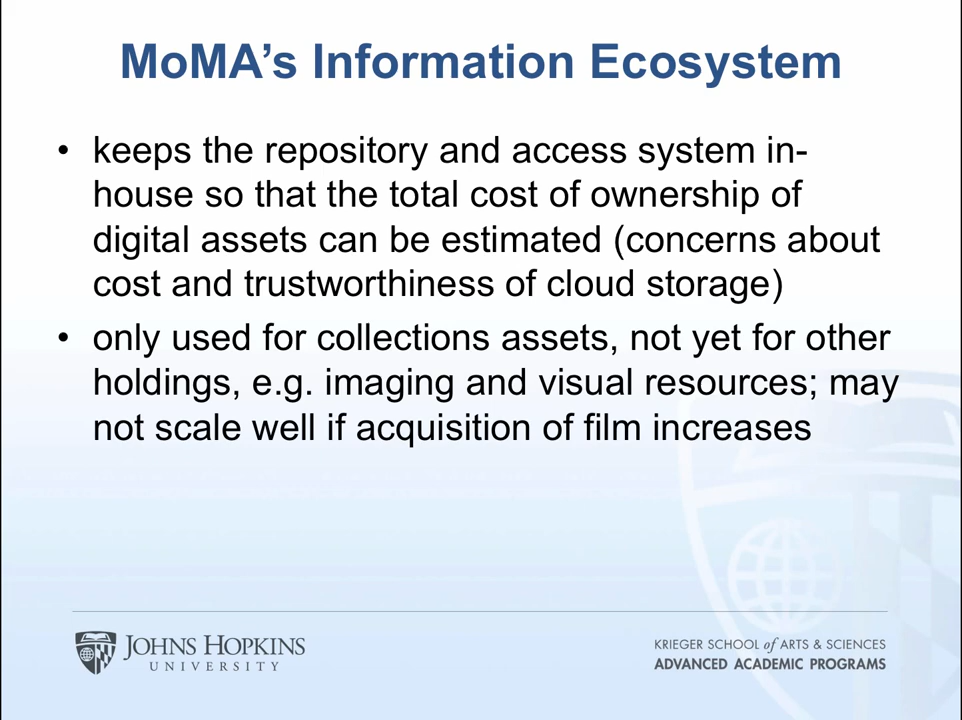 MoMA’s Information Ecosystem
• keeps the repository and access system in-
house so that the total cost of ownership of
digital assets can be estimated (concerns about
cost and trustworthiness of cloud storage)
• only used for collections assets, not yet for other
holdings, e.g. imaging and visual resources; may
not scale well if acquisition of film increases
JOHNS HOPKINS
UNIVERSITY
KRIEGER SCHOOL of ARTS & SCIENCES
ADVANCED ACADEMIC PROGRAMS